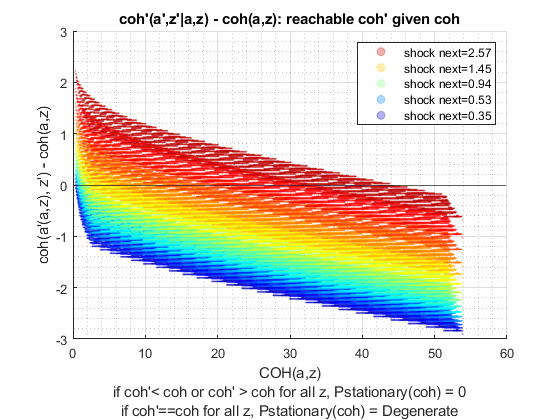 coh'(a',z'|a,z) - coh(a,z): reachable coh' given coh
3
2
1
0
-1
-2
-3
coh(a'(a,z), z') - coh(a,z)
shock next=2.57
shock next=1.45
shock next=0.94
shock next=0.53
shock next=0.35
0 10 20 30 40 50 60
COH(a,z)
if coh'< coh or coh' > coh for all z, Pstationary(coh) = 0
if coh'==coh for all z, Pstationary(coh) = Degenerate